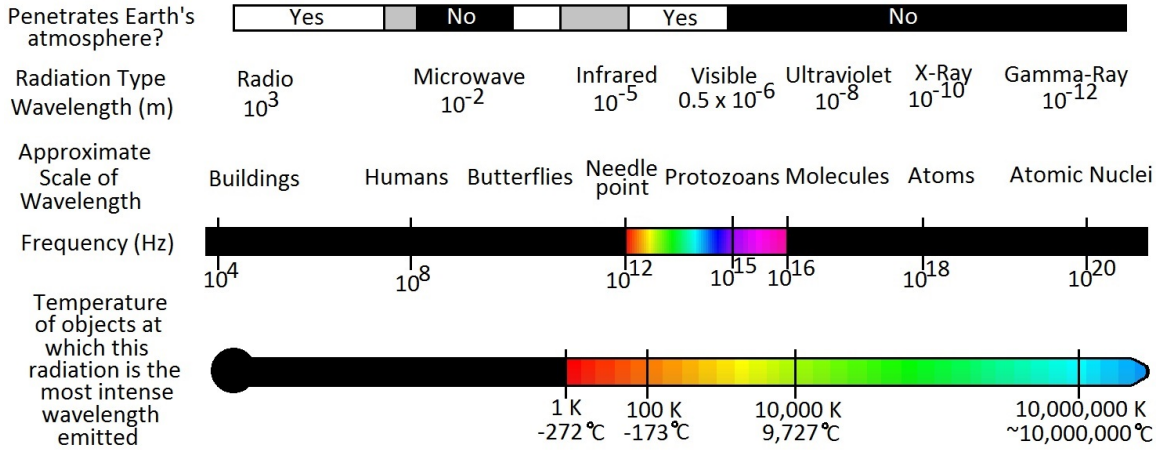 Penetrates Earth's atmosphere? Yes No Yes No
Radiation Type Radio Microwave Infrared Visible Ultraviolet X-Ray Gamma-Ray
Wavelength (m) 10^3 10^-2 10^-5 0.5 x 10^-6 10^-8 10^-10 10^-12
Approximate
Scale of
Wavelength
Buildings Humans Butterflies Needle point Protozoans Molecules Atoms Atomic Nuclei
Frequency (Hz)
10^4 10^8 10^12 10^15 10^16 10^18 10^20
Temperature
of objects at
which this
radiation is the
most intense
wavelength
emitted
1 K 100 K 10,000 K 10,000,000 K
-272 °C -173 °C 9,727 °C ~10,000,000 °C